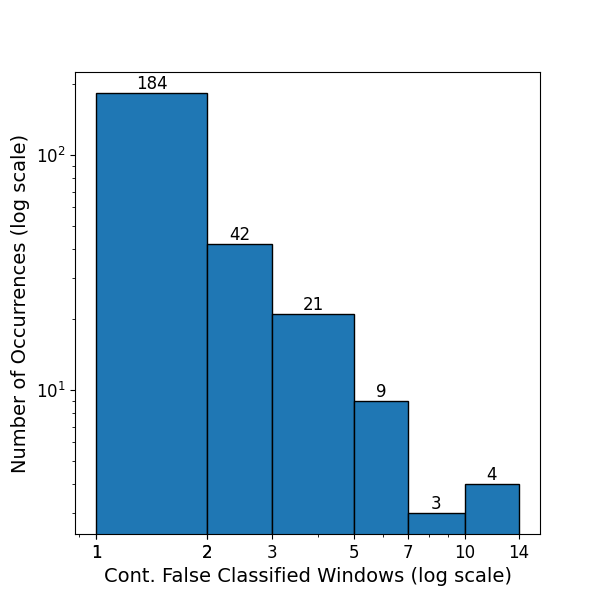 184
42
21
9
3
4
10²
10¹
1 2 3 5 7 10 14
Cont. False Classified Windows (log scale)
Number of Occurrences (log scale)